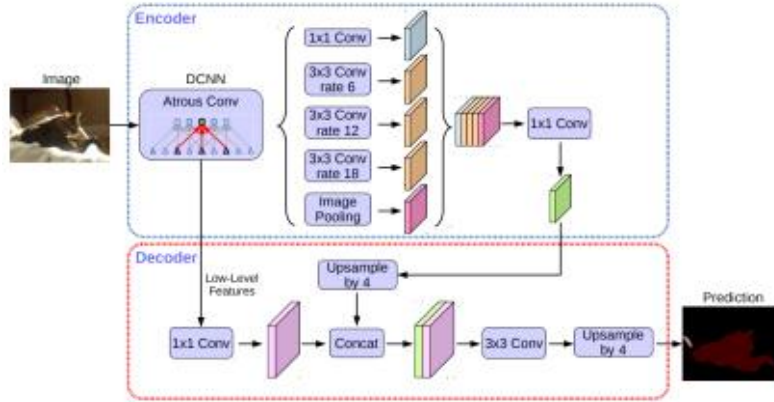 Encoder
Image
DCNN
Atrous Conv
1x1 Conv
3x3 Conv
rate 6
3x3 Conv
rate 12
3x3 Conv
rate 18
Image
Pooling
1x1 Conv
Decoder
Low-Level
Features
Upsample
by 4
1x1 Conv
Concat
3x3 Conv
Upsample
by 4
Prediction